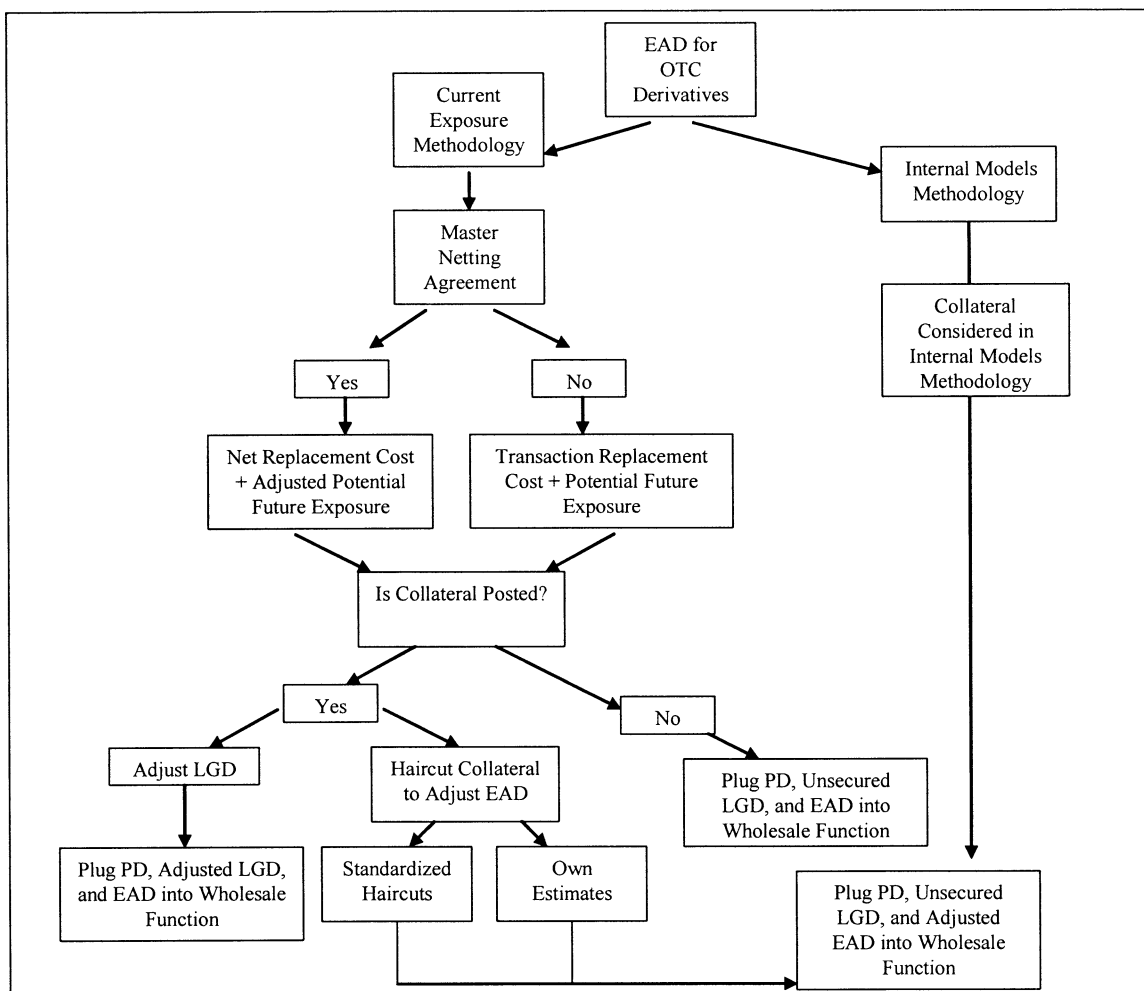 EAD for
OTC
Derivatives
Current
Exposure
Methodology
Internal Models
Methodology
Master
Netting
Agreement
Collateral
Considered in
Internal Models
Methodology
Yes
No
Net Replacement Cost
+ Adjusted Potential
Future Exposure
Transaction Replacement
Cost + Potential Future
Exposure
Is Collateral Posted?
Yes
No
Adjust LGD
Haircut Collateral
to Adjust EAD
Plug PD, Unsecured
LGD, and EAD into
Wholesale Function
Plug PD, Adjusted LGD,
and EAD into Wholesale
Function
Standardized
Haircuts
Own
Estimates
Plug PD, Unsecured
LGD, and Adjusted
EAD into Wholesale
Function